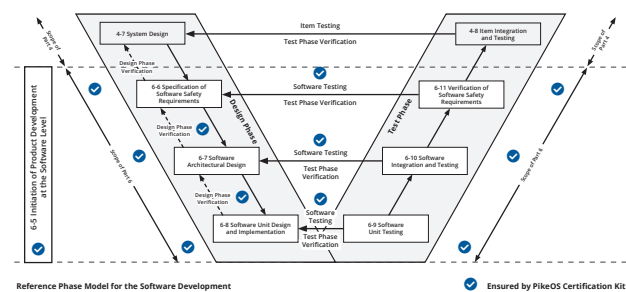 Scope of
Part 4
4-7 System Design
Item Testing
Test Phase Verification
4-8 Item Integration
and Testing
Scope of
Part 4
Design Phase
Verification
6-6 Specification of
Software Safety
Requirements
Software Testing
Test Phase Verification
6-11 Verification of
Software Safety
Requirements
Design Phase
Test Phase
6-5 Initiation of Product Development
at the Software Level
Design Phase
Verification
Software Testing
Test Phase
Verification
6-7 Software
Architectural Design
6-10 Software
Integration and Testing
Scope of Part 6
Scope of Part 6
Design Phase
Verification
6-8 Software Unit Design
and Implementation
Software
Testing
Test Phase
Verification
6-9 Software
Unit Testing
Reference Phase Model for the Software Development
Ensured by PikeOS Certification Kit